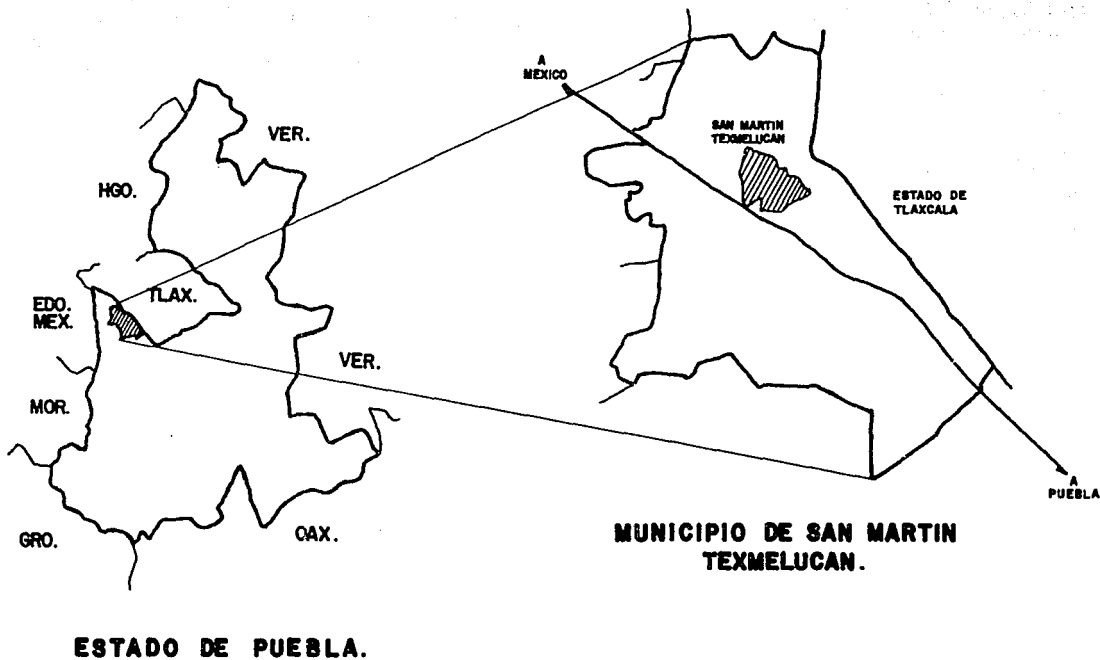 VER.
HGO.
TLAX.
EDO.
MEX.
VER.
MOR.
GRO.
OAX.
ESTADO DE PUEBLA.
A
MEXICO
SAN MARTIN
TEXMELUCAN
ESTADO DE
TLAXCALA
A
PUEBLA
MUNICIPIO DE SAN MARTIN
TEXMELUCAN.